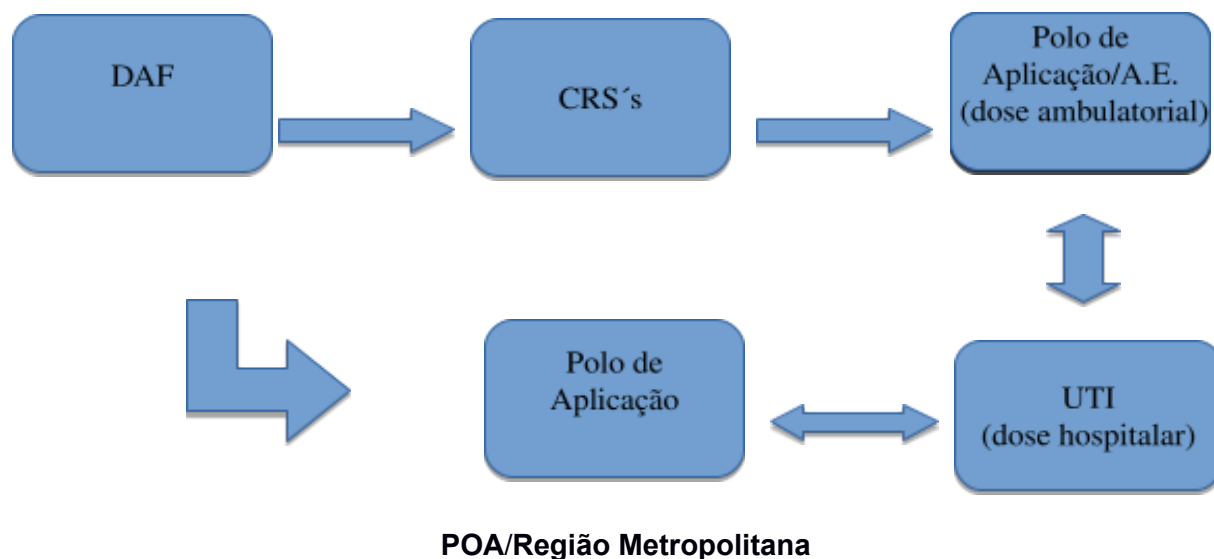 DAF
CRS´s
Polo de
Aplicação/A.E.
(dose ambulatorial)
Polo de
Aplicação
UTI
(dose hospitalar)
POA/Região Metropolitana